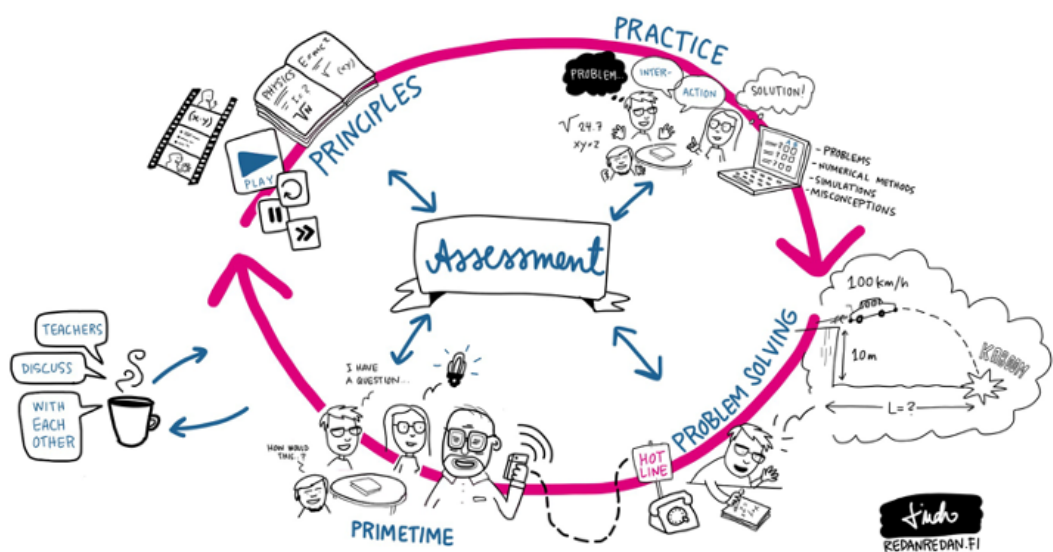 PRINCIPLES
PHYSICS
E=mc²
(x-y)
PLAY
PRACTICE
PROBLEM...
INTER-
ACTION
SOLUTION!
√ 24.7
xy×2
- PROBLEMS
- NUMERICAL METHODS
- SIMULATIONS
- MISCONCEPTIONS
Assessment
PROBLEM SOLVING
100 km/h
10m
KABOOM
L=?
HOT
LINE
PRIMETIME
I HAVE
A QUESTION...
HOW WOULD
THIS..?
TEACHERS
DISCUSS
WITH
EACH
OTHER
REDANREDAN.FI